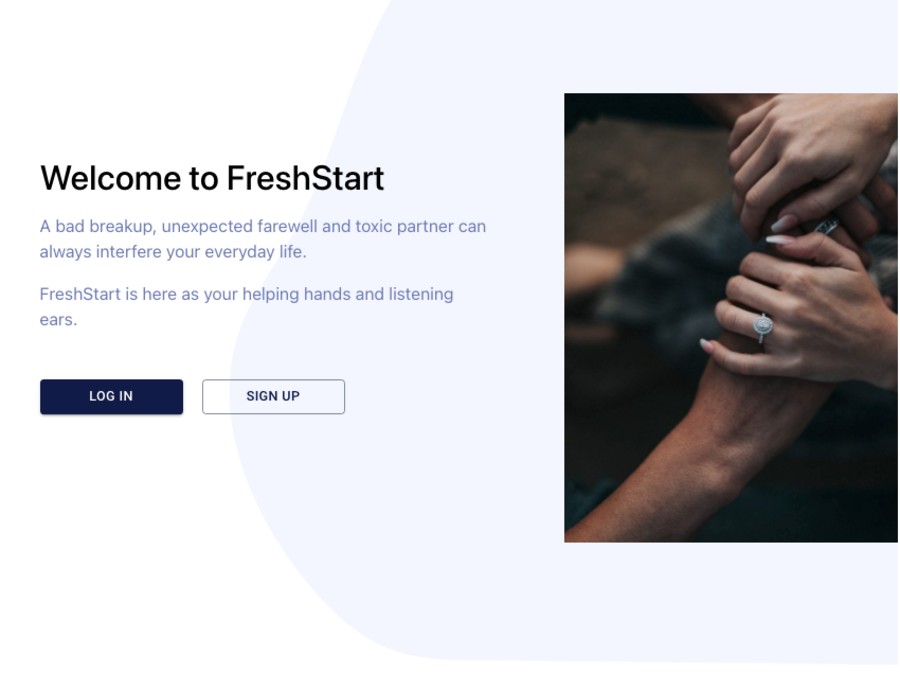 Welcome to FreshStart
A bad breakup, unexpected farewell and toxic partner can
always interfere your everyday life.
FreshStart is here as your helping hands and listening
ears.
LOG IN
SIGN UP